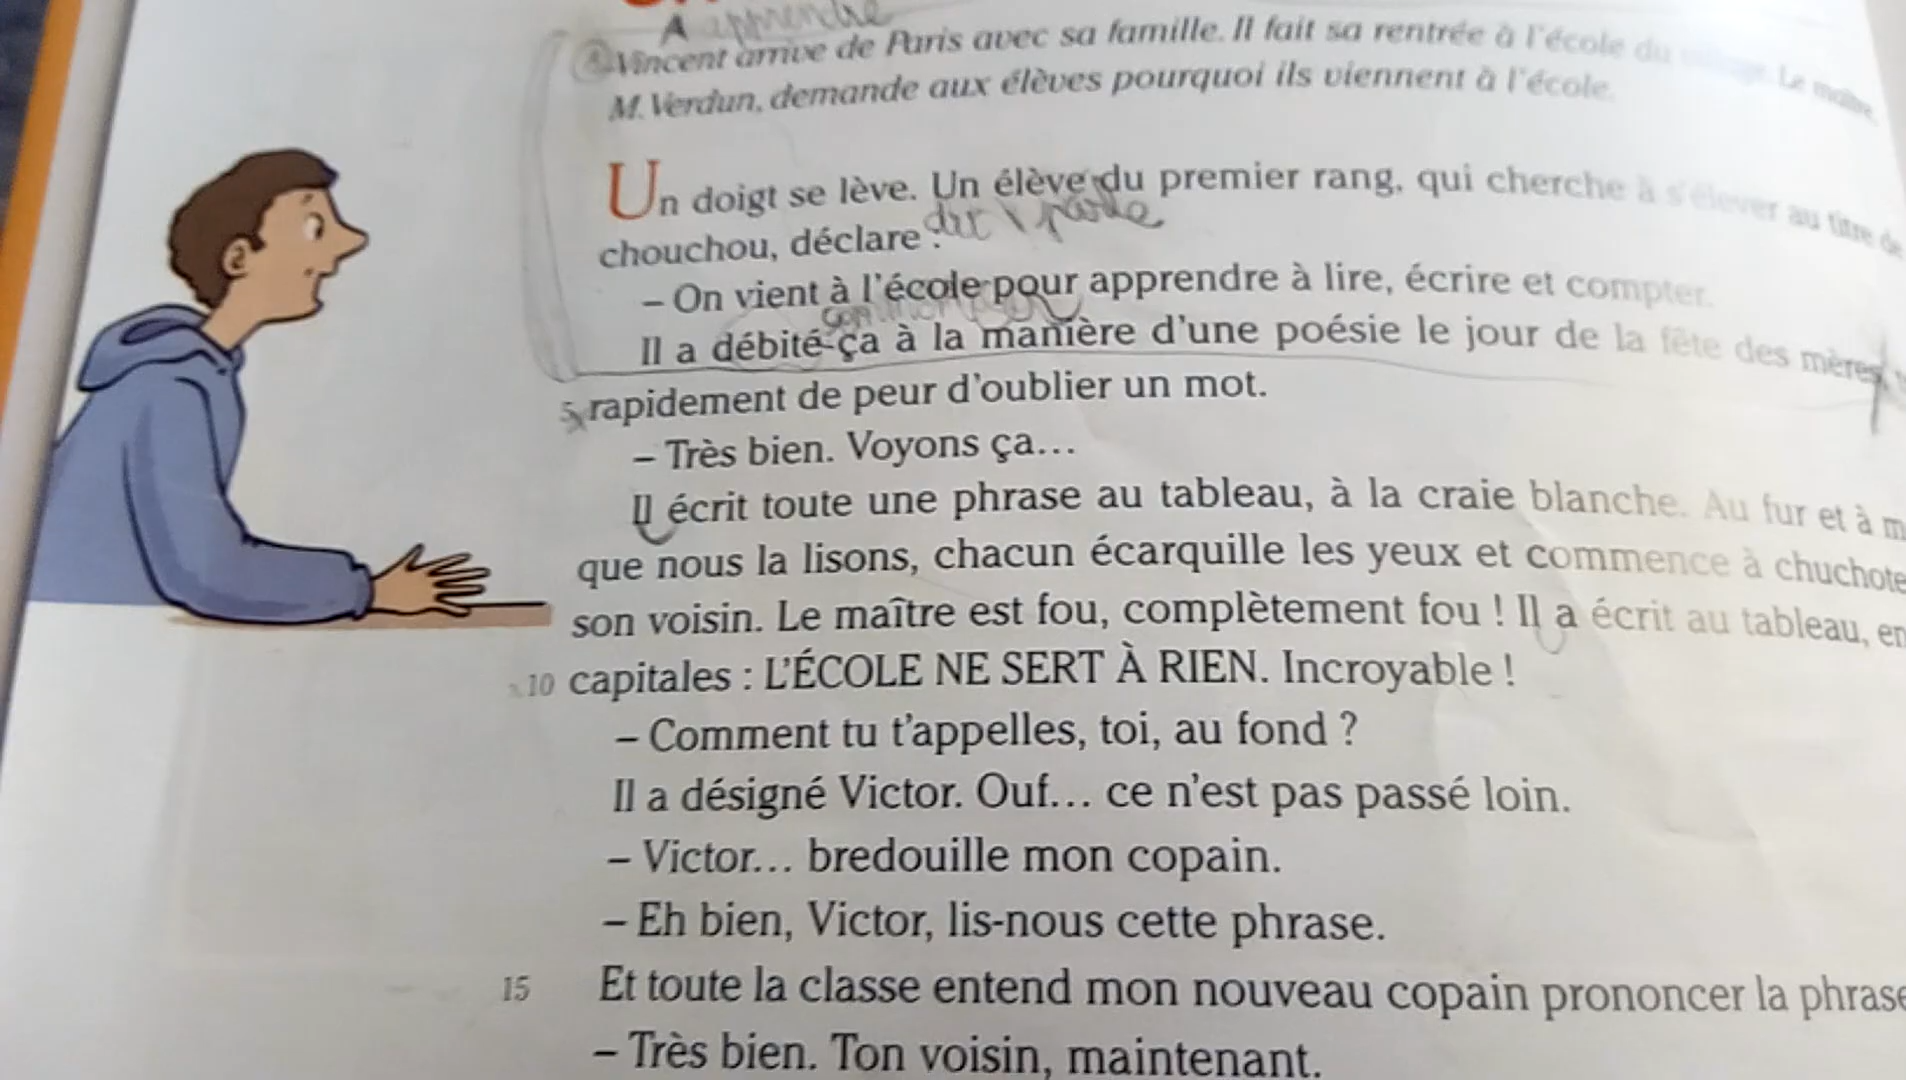 A apprendre
Vincent arrive de Paris avec sa famille. Il fait sa rentrée à l'école du Le maître,
M. Verdun, demande aux élèves pourquoi ils viennent à l'école.
Un doigt se lève. Un élève du premier rang, qui cherche à s'élever au titre de
chouchou, déclare :
dit parle
– On vient à l'école pour apprendre à lire, écrire et compter.
Il a débité ça à la manière d'une poésie le jour de la fête des mères,
5 rapidement de peur d'oublier un mot.
– Très bien. Voyons ça…
Il écrit toute une phrase au tableau, à la craie blanche. Au fur et à m
que nous la lisons, chacun écarquille les yeux et commence à chuchote
son voisin. Le maître est fou, complètement fou ! Il a écrit au tableau, en
10 capitales : L'ÉCOLE NE SERT À RIEN. Incroyable !
– Comment tu t'appelles, toi, au fond ?
Il a désigné Victor. Ouf… ce n'est pas passé loin.
– Victor… bredouille mon copain.
– Eh bien, Victor, lis-nous cette phrase.
15 Et toute la classe entend mon nouveau copain prononcer la phrase
– Très bien. Ton voisin, maintenant.